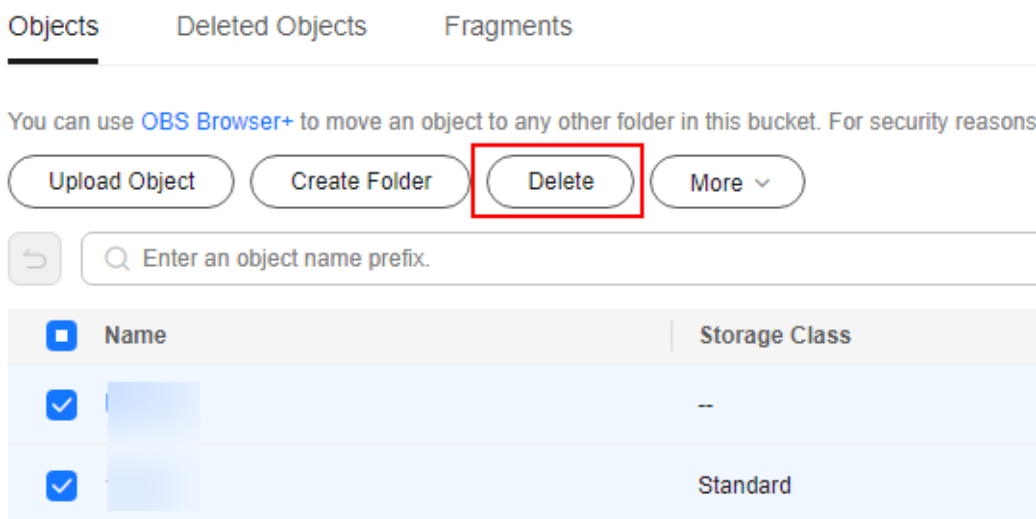 Objects Deleted Objects Fragments
You can use OBS Browser+ to move an object to any other folder in this bucket. For security reasons
Upload Object Create Folder Delete More
Enter an object name prefix.
Name Storage Class
--
Standard